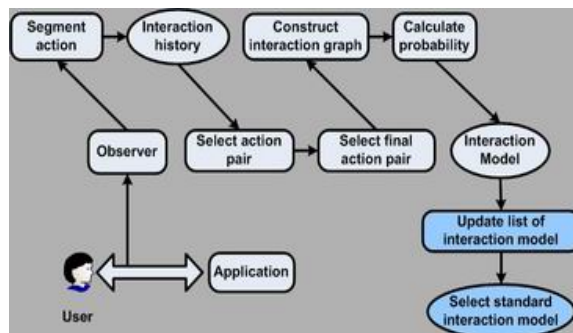 Segment
action
Interaction
history
Construct
interaction graph
Calculate
probability
Observer
Select action
pair
Select final
action pair
Interaction
Model
Update list of
interaction model
Application
User
Select standard
interaction model